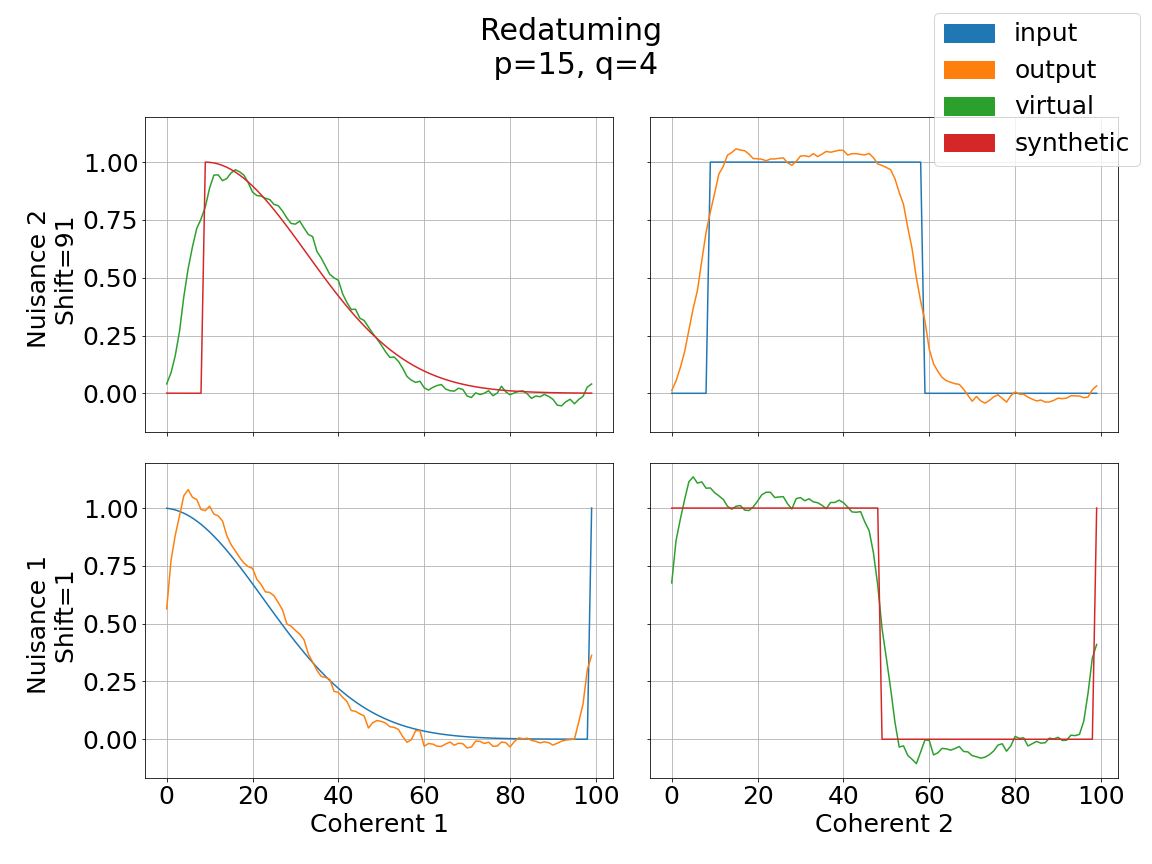 Redatuming
p=15, q=4
input
output
virtual
synthetic
Nuisance 2
Shift=91
1.00
0.75
0.50
0.25
0.00
Nuisance 1
Shift=1
1.00
0.75
0.50
0.25
0.00
0 20 40 60 80 100
0 20 40 60 80 100
Coherent 1
Coherent 2